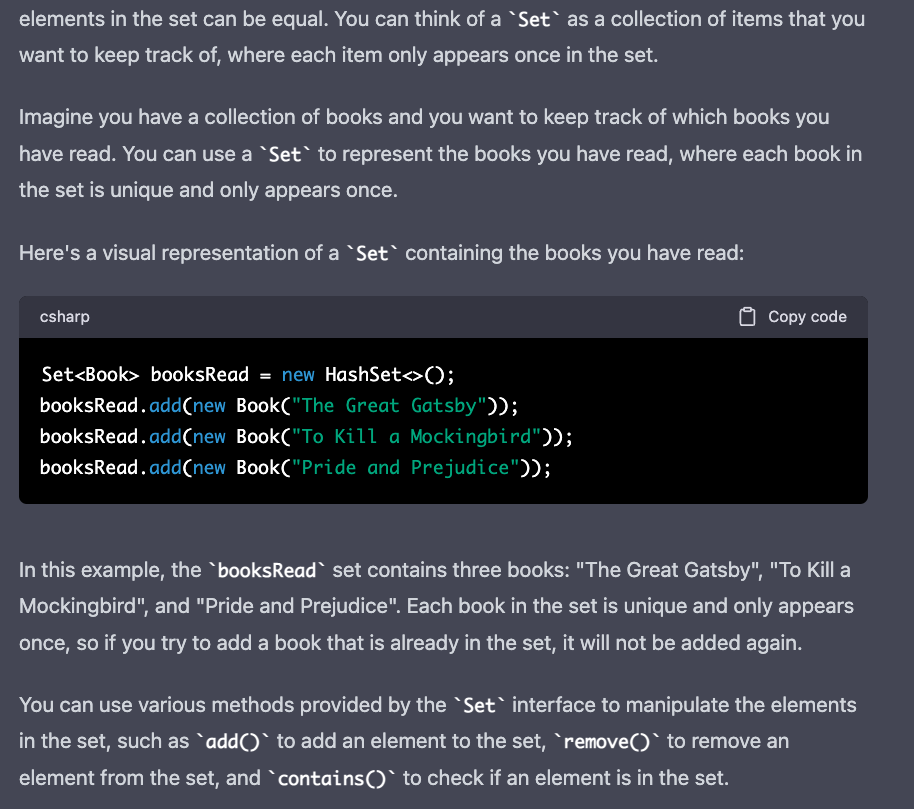 elements in the set can be equal. You can think of a `Set` as a collection of items that you
want to keep track of, where each item only appears once in the set.
Imagine you have a collection of books and you want to keep track of which books you
have read. You can use a `Set` to represent the books you have read, where each book in
the set is unique and only appears once.
Here's a visual representation of a `Set` containing the books you have read:
csharp Copy code
Set<Book> booksRead = new HashSet<>();
booksRead.add(new Book("The Great Gatsby"));
booksRead.add(new Book("To Kill a Mockingbird"));
booksRead.add(new Book("Pride and Prejudice"));
In this example, the `booksRead` set contains three books: "The Great Gatsby", "To Kill a
Mockingbird", and "Pride and Prejudice". Each book in the set is unique and only appears
once, so if you try to add a book that is already in the set, it will not be added again.
You can use various methods provided by the `Set` interface to manipulate the elements
in the set, such as `add()` to add an element to the set, `remove()` to remove an
element from the set, and `contains()` to check if an element is in the set.